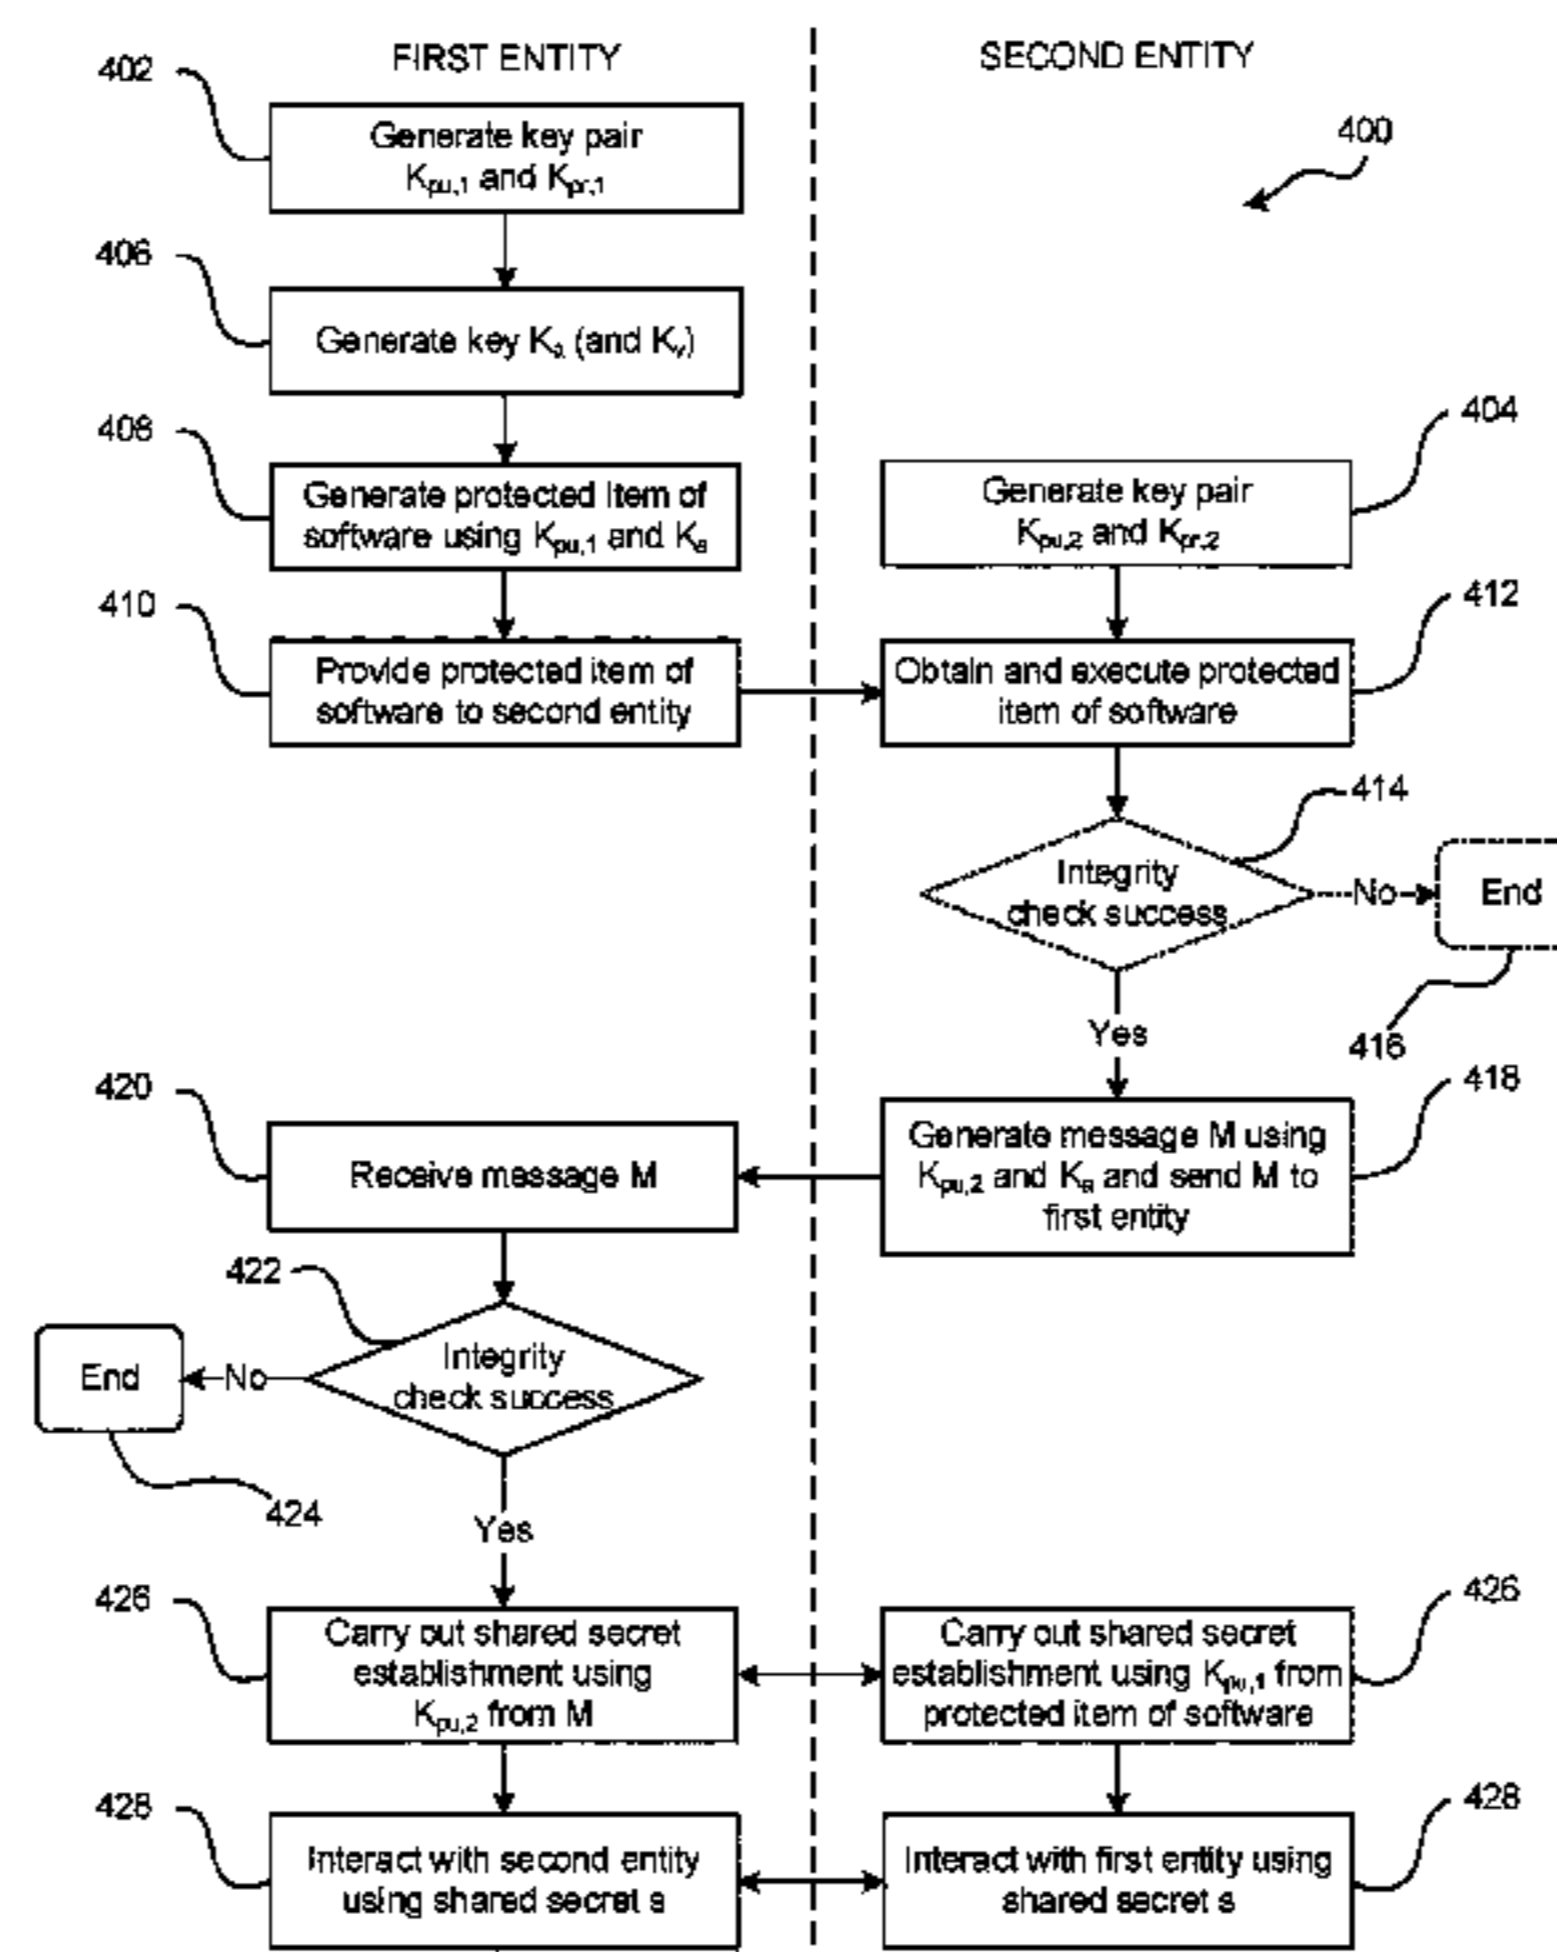 FIRST ENTITY
SECOND ENTITY
402
Generate key pair
Kpu,1 and Kpr,1
400
406
Generate key Ka (and Kv)
408
Generate protected item of
software using Kpu,1 and Ka
404
Generate key pair
Kpu,2 and Kpr,2
410
Provide protected item of
software to second entity
412
Obtain and execute protected
item of software
414
Integrity
check success
No
End
416
Yes
418
Generate message M using
Kpu,2 and Ka and send M to
first entity
420
Receive message M
422
Integrity
check success
No
End
424
Yes
426
Carry out shared secret
establishment using
Kpu,2 from M
426
Carry out shared secret
establishment using Kpu,1 from
protected item of software
428
Interact with second entity
using shared secret s
428
Interact with first entity using
shared secret s